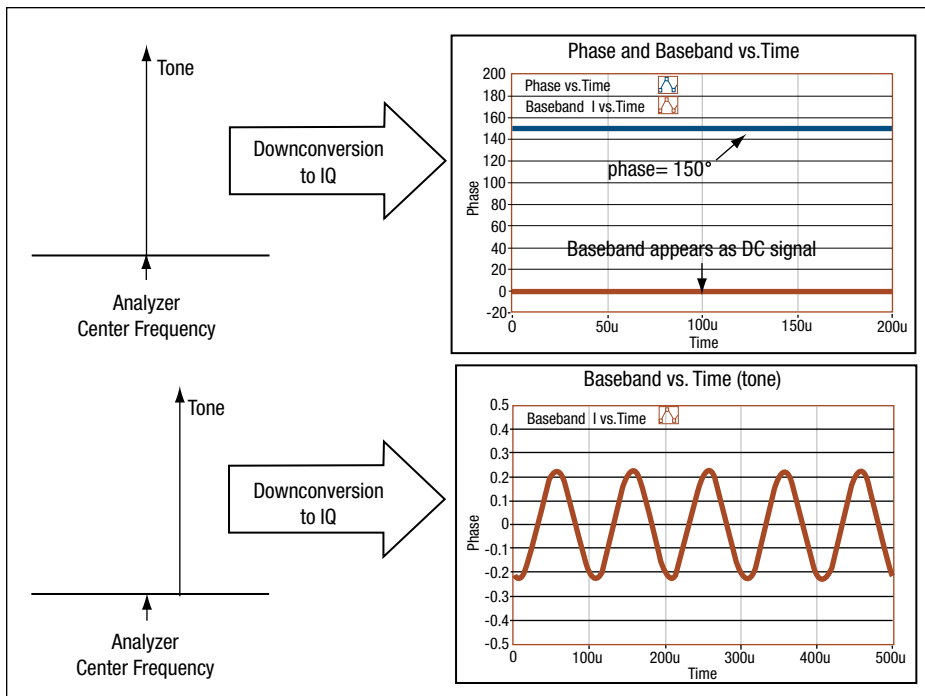 Tone
Analyzer
Center Frequency
Downconversion
to IQ
Phase and Baseband vs.Time
Phase vs.Time
Baseband I vs.Time
Phase
200
180
160
140
120
100
80
60
40
20
0
-20
phase= 150°
Baseband appears as DC signal
0
50u
100u
150u
200u
Time
Tone
Analyzer
Center Frequency
Downconversion
to IQ
Baseband vs. Time (tone)
Baseband I vs.Time
Phase
0.5
0.4
0.3
0.2
0.1
0
-0.1
-0.2
-0.3
-0.4
-0.5
0
100u
200u
300u
400u
500u
Time